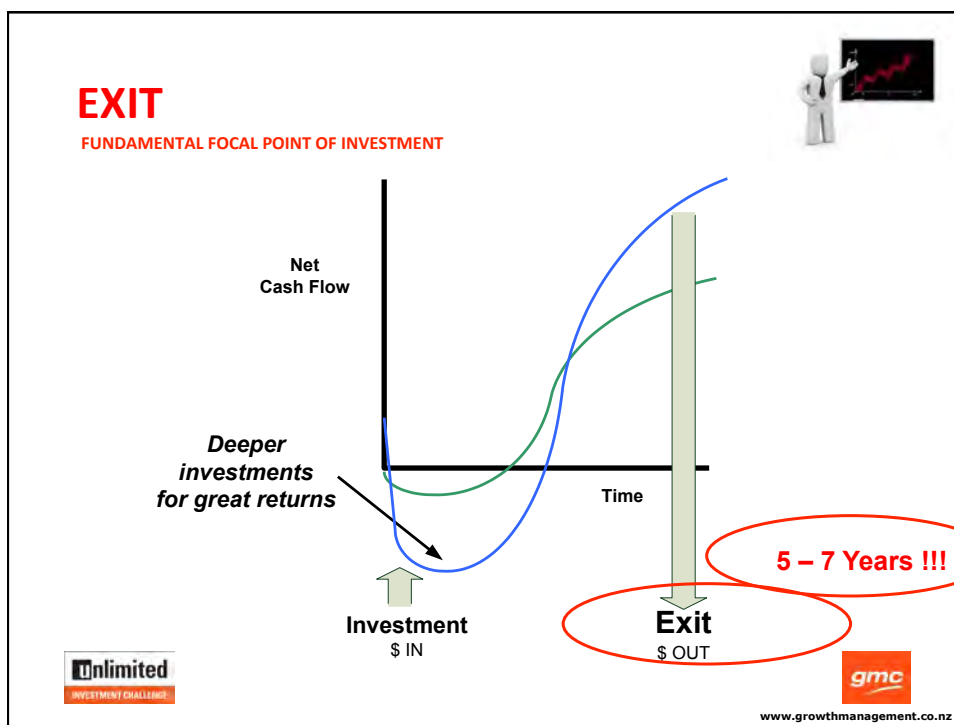 EXIT
FUNDAMENTAL FOCAL POINT OF INVESTMENT
Net
Cash Flow
Deeper
investments
for great returns
Time
5 – 7 Years !!!
Investment
$ IN
Exit
$ OUT
unlimited
INVESTMENT CHALLENGE
gmc
www.growthmanagement.co.nz